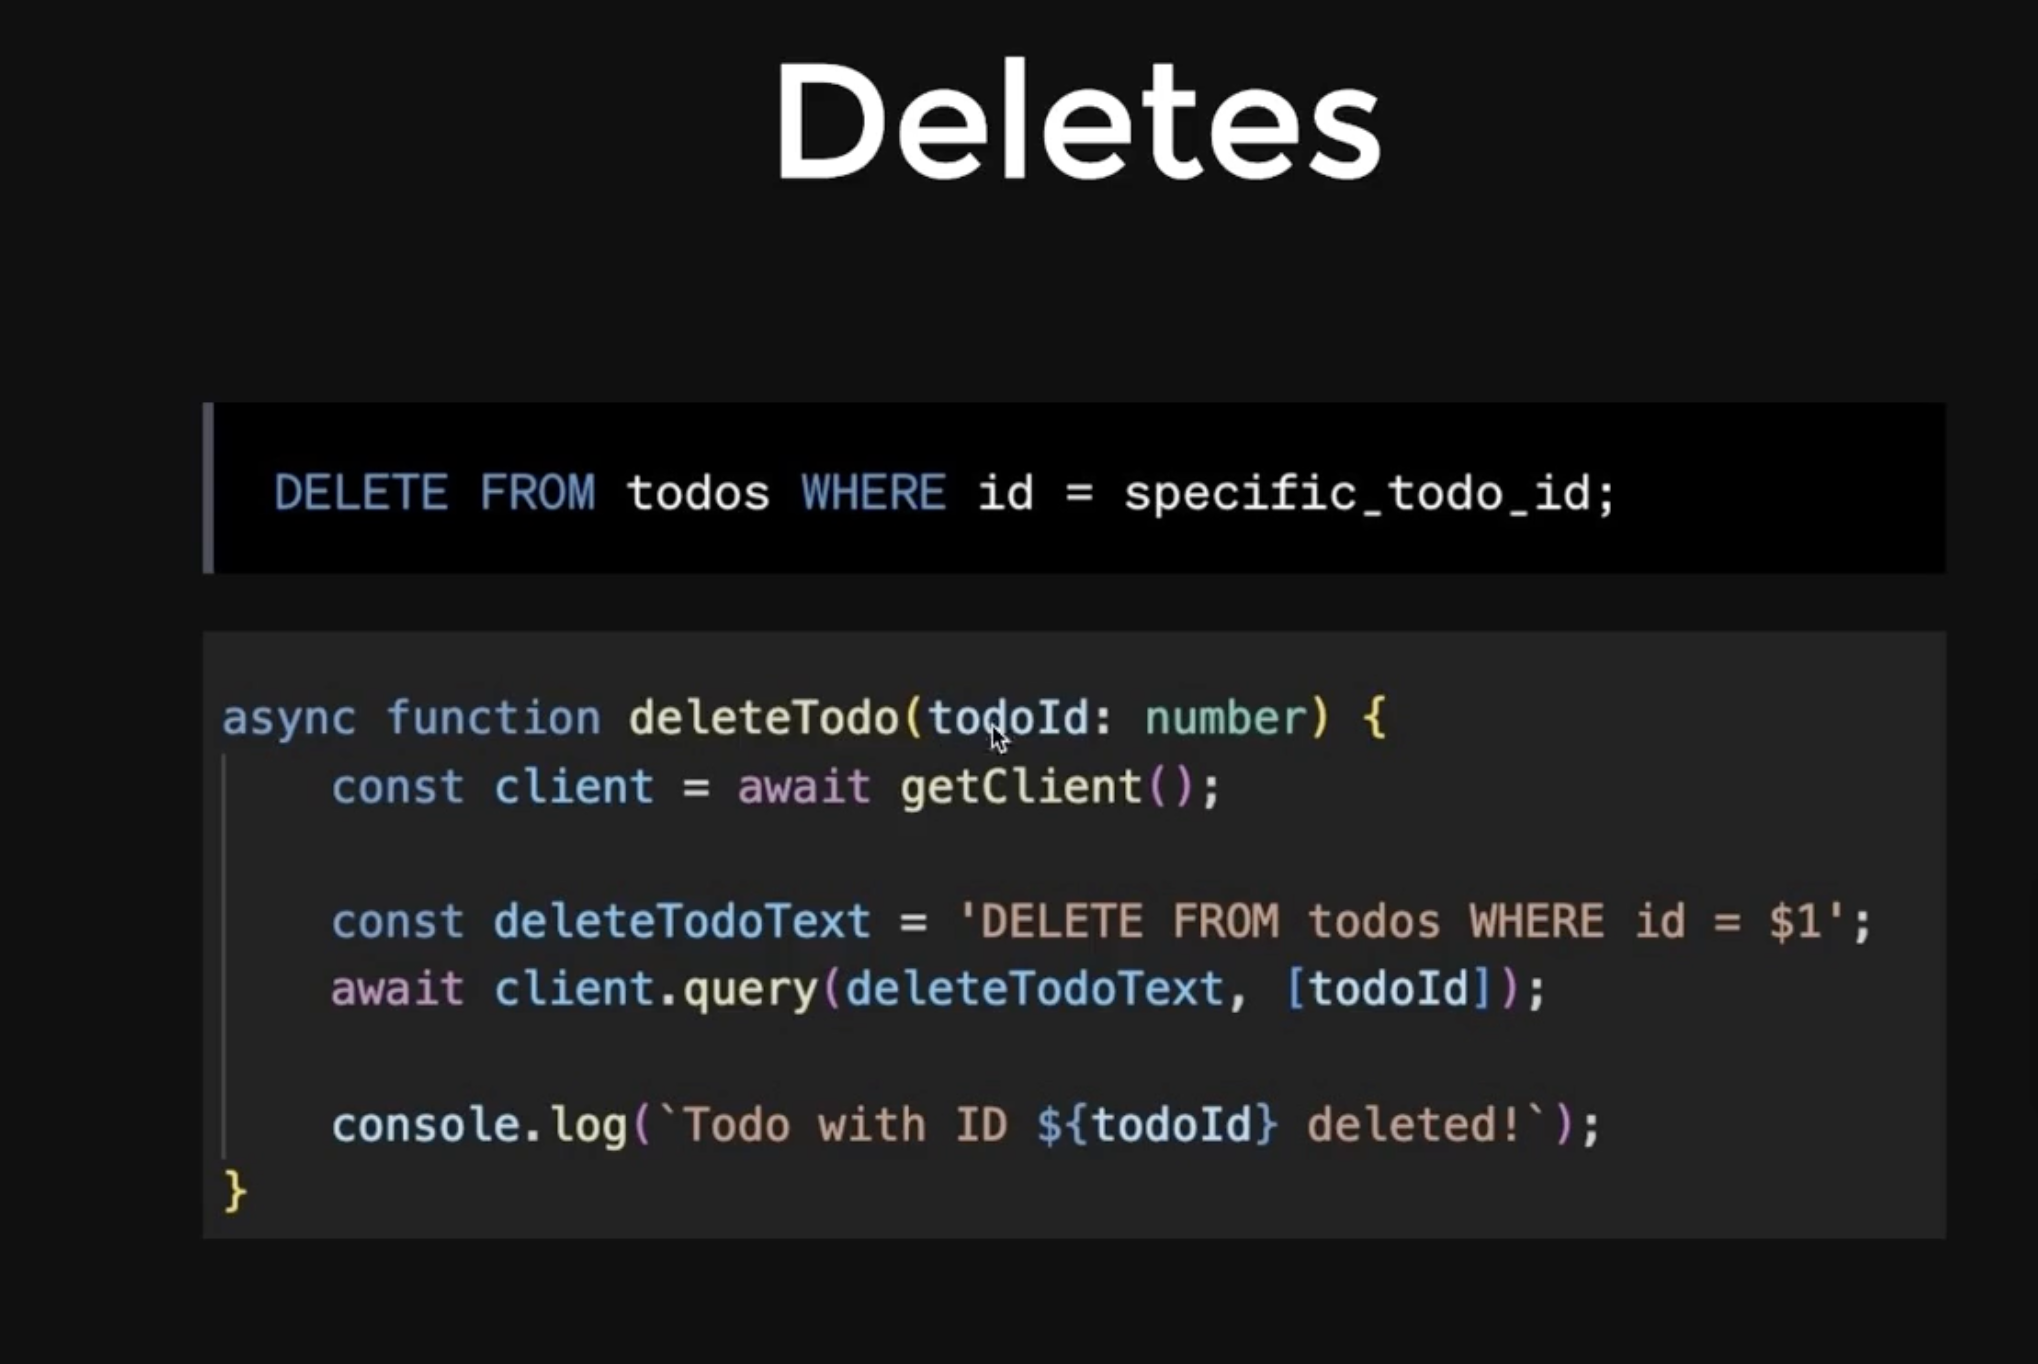 Deletes
DELETE FROM todos WHERE id = specific_todo_id;
async function deleteTodo(todoId: number) {
    const client = await getClient();
    const deleteTodoText = 'DELETE FROM todos WHERE id = $1';
    await client.query(deleteTodoText, [todoId]);
    console.log(`Todo with ID ${todoId} deleted!`);
}